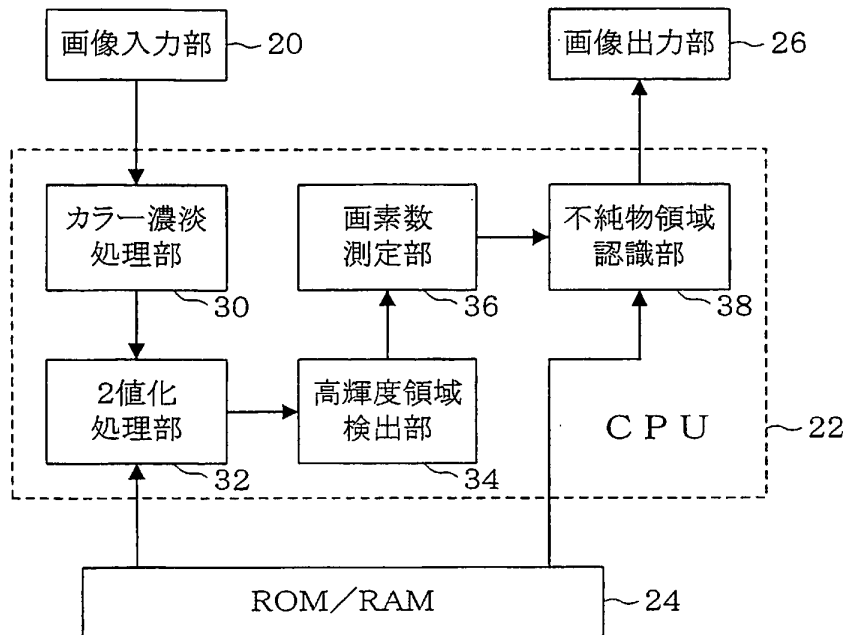 画像入力部
20
画像出力部
26
カラー濃淡
処理部
30
画素数
測定部
36
不純物領域
認識部
38
2値化
処理部
32
高輝度領域
検出部
34
CPU
22
ROM/RAM
24